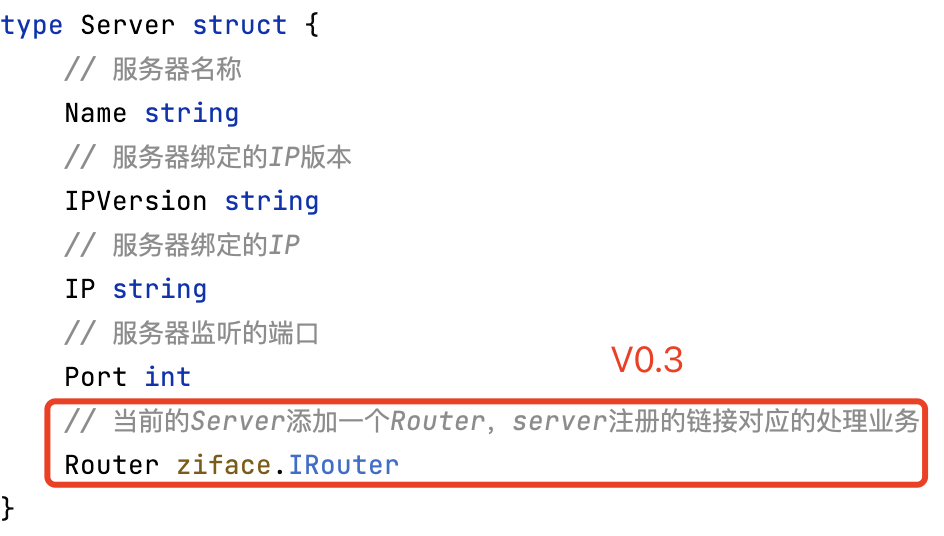 type Server struct {
// 服务器名称
Name string
// 服务器绑定的IP版本
IPVersion string
// 服务器绑定的IP
IP string
// 服务器监听的端口
V0.3
Port int
// 当前的Server添加一个Router，server注册的链接对应的处理业务
Router ziface.IRouter
}